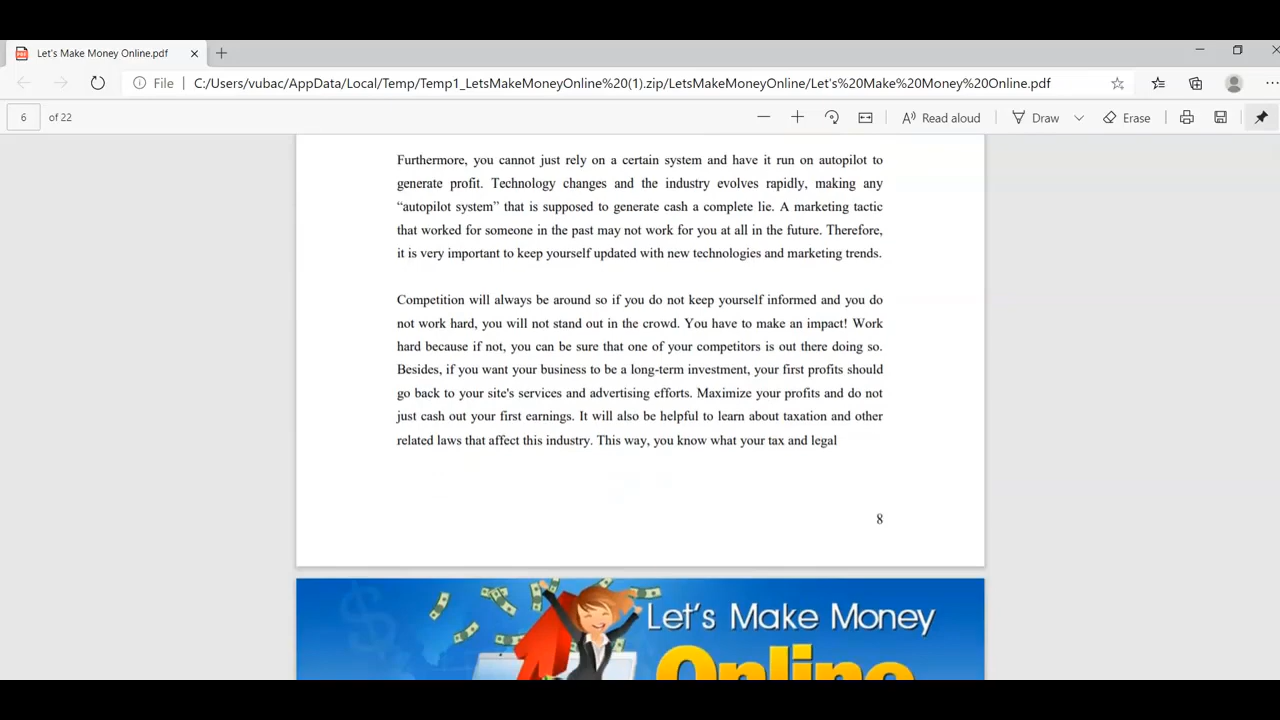 Let's Make Money Online.pdf
File C:/Users/vubac/AppData/Local/Temp/Temp1_LetsMakeMoneyOnline%20(1).zip/LetsMakeMoneyOnline/Let's%20Make%20Money%20Online.pdf
6 of 22 Read aloud Draw Erase
Furthermore, you cannot just rely on a certain system and have it run on autopilot to
generate profit. Technology changes and the industry evolves rapidly, making any
“autopilot system” that is supposed to generate cash a complete lie. A marketing tactic
that worked for someone in the past may not work for you at all in the future. Therefore,
it is very important to keep yourself updated with new technologies and marketing trends.
Competition will always be around so if you do not keep yourself informed and you do
not work hard, you will not stand out in the crowd. You have to make an impact! Work
hard because if not, you can be sure that one of your competitors is out there doing so.
Besides, if you want your business to be a long-term investment, your first profits should
go back to your site's services and advertising efforts. Maximize your profits and do not
just cash out your first earnings. It will also be helpful to learn about taxation and other
related laws that affect this industry. This way, you know what your tax and legal
8
Let's Make Money
Online